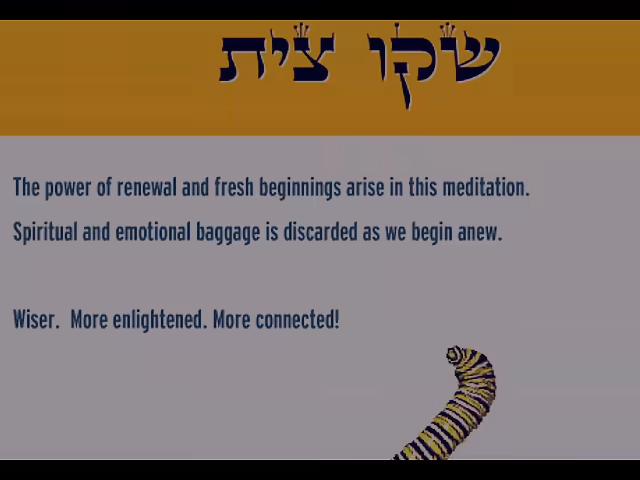 שקו צית
The power of renewal and fresh beginnings arise in this meditation.
Spiritual and emotional baggage is discarded as we begin anew.
Wiser. More enlightened. More connected!